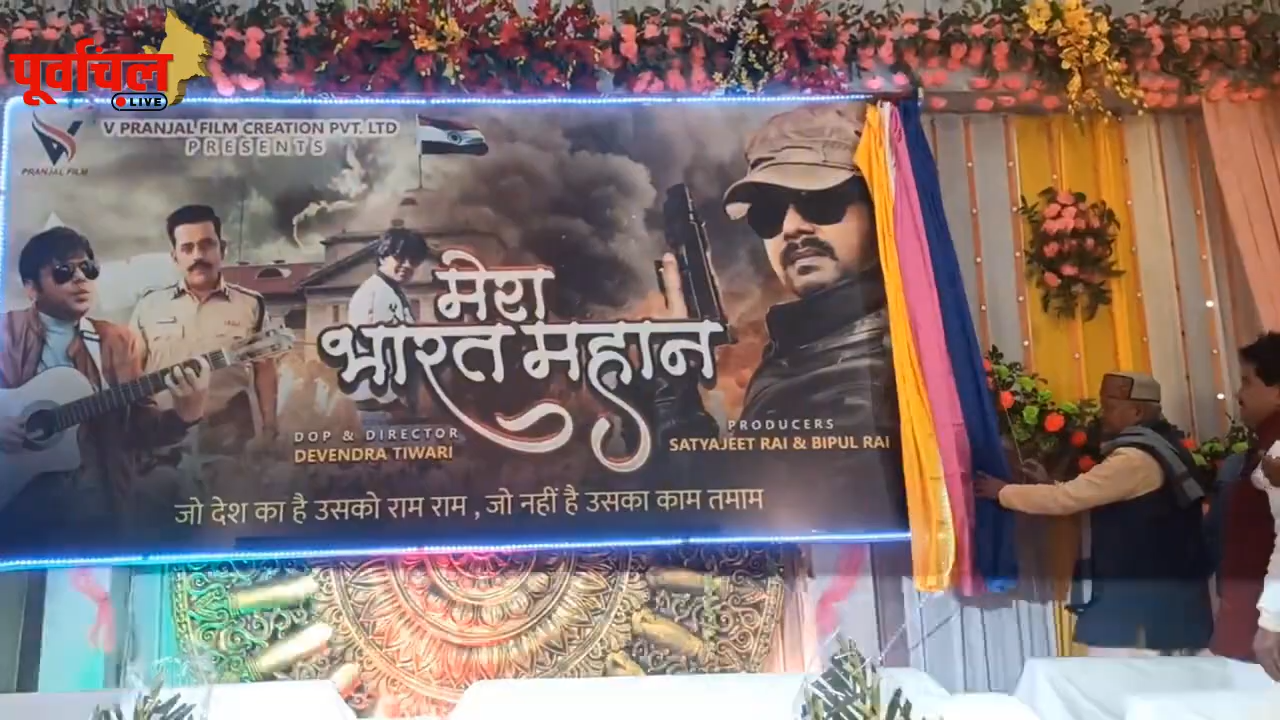 पूर्वांचल
LIVE
V PRANJAL FILM CREATION PVT. LTD
PRESENTS
PRANJAL FILM
मेरा
भारत महान
DOP & DIRECTOR
DEVENDRA TIWARI
PRODUCERS
SATYAJEET RAI & BIPUL RAI
जो देश का है उसको राम राम , जो नहीं है उसका काम तमाम